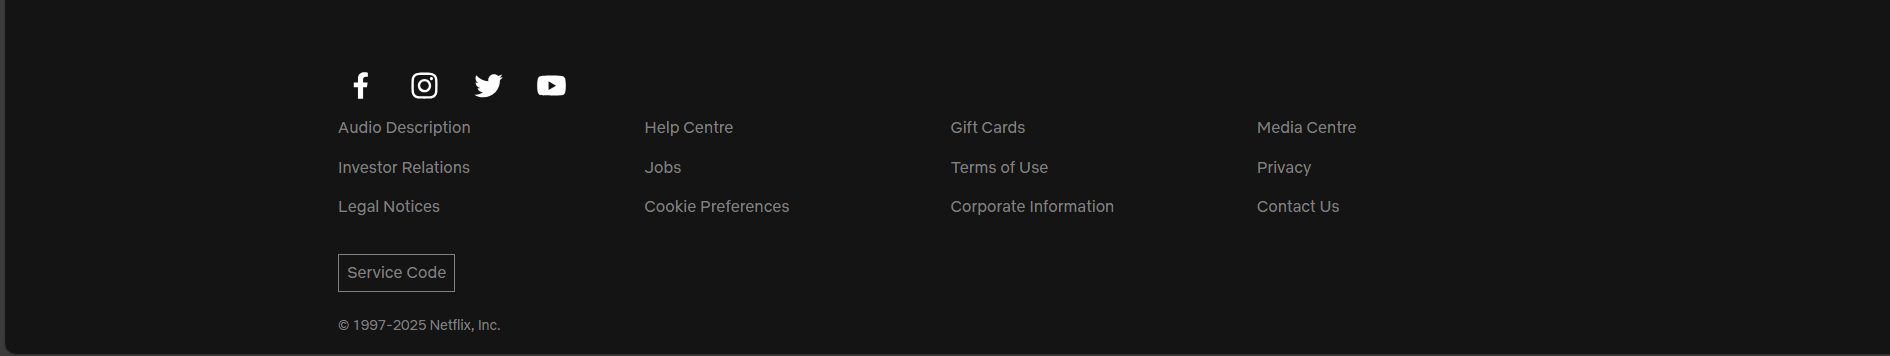 Audio Description Help Centre Gift Cards Media Centre
Investor Relations Jobs Terms of Use Privacy
Legal Notices Cookie Preferences Corporate Information Contact Us
Service Code
© 1997-2025 Netflix, Inc.